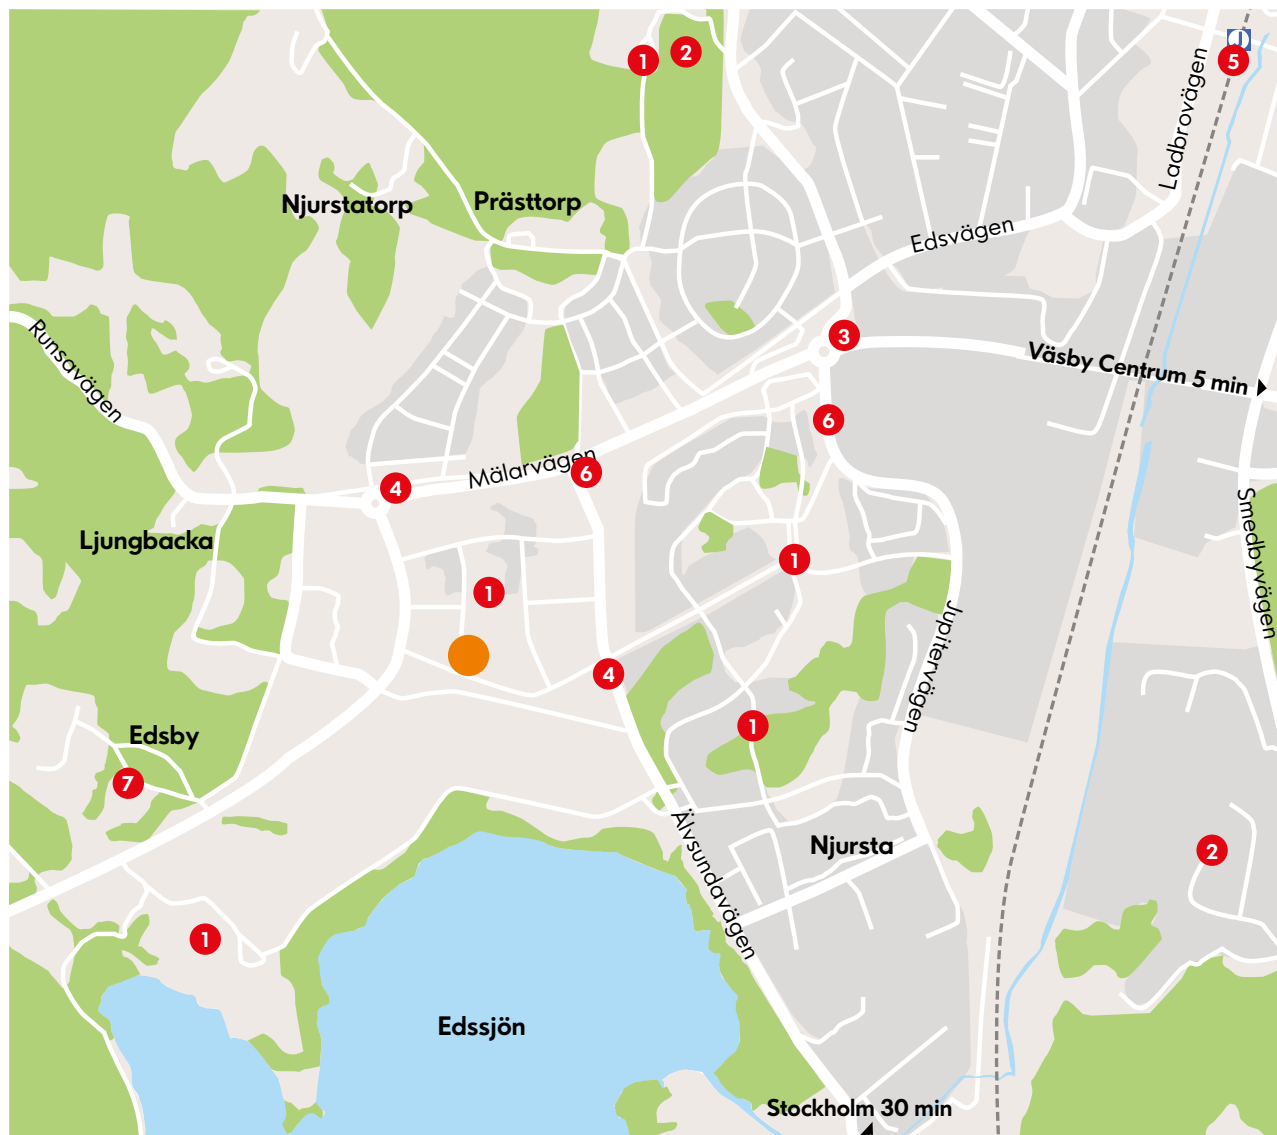 1
2
J
5
Ladbrovägen
Njurstatorp
Prästtorp
Edsvägen
Runsavägen
3
Väsby Centrum 5 min
6
Mälarvägen
6
4
Smedbyvägen
Ljungbacka
1
1
Jupitervägen
4
1
Edsby
7
Älvsundavägen
Njursta
2
1
Edssjön
Stockholm 30 min